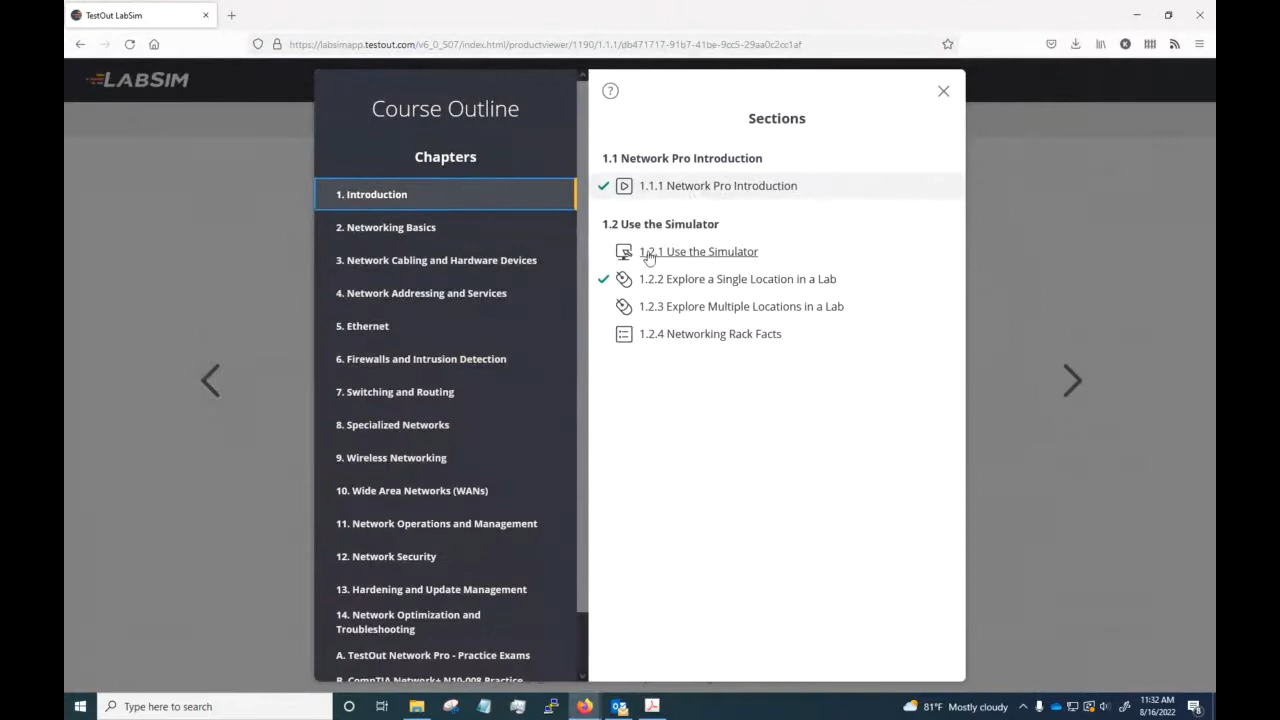 TestOut LabSim
https://labsimapp.testout.com/v6_0_507/index.html/productviewer/1190/1.1.1/db471717-91b7-41be-9cc5-29aa0c2cc1af
LABSIM
Course Outline
Chapters
1. Introduction
2. Networking Basics
3. Network Cabling and Hardware Devices
4. Network Addressing and Services
5. Ethernet
6. Firewalls and Intrusion Detection
7. Switching and Routing
8. Specialized Networks
9. Wireless Networking
10. Wide Area Networks (WANs)
11. Network Operations and Management
12. Network Security
13. Hardening and Update Management
14. Network Optimization and
Troubleshooting
A. TestOut Network Pro - Practice Exams
B. CompTIA Network+ N10-008 Practice
Sections
1.1 Network Pro Introduction
1.1.1 Network Pro Introduction
1.2 Use the Simulator
1.2.1 Use the Simulator
1.2.2 Explore a Single Location in a Lab
1.2.3 Explore Multiple Locations in a Lab
1.2.4 Networking Rack Facts
Type here to search
81°F Mostly cloudy
11:32 AM
8/16/2022